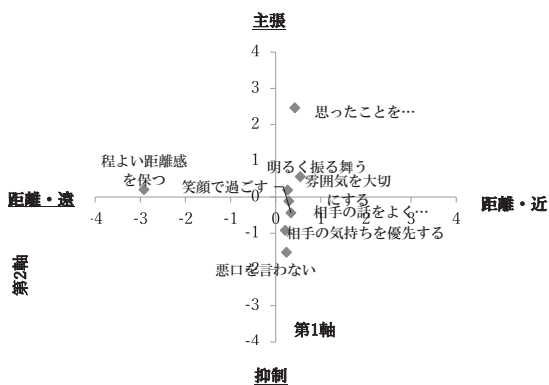 主張
4
3
思ったことを…
2
1
程よい距離感
を保つ
明るく振る舞う
笑顔で過ごす
雰囲気を大切
にする
距離・遠
0
距離・近
-4 -3 -2 -1 0 1 2 3 4
相手の話をよく…
-1
相手の気持ちを優先する
悪口を言わない
-2
第2軸
-3
第1軸
-4
抑制